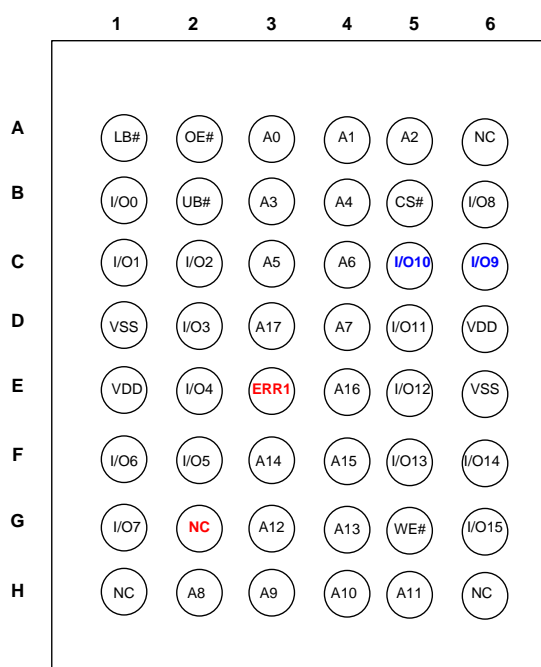 1 2 3 4 5 6
A LB# OE# A0 A1 A2 NC
B I/O0 UB# A3 A4 CS# I/O8
C I/O1 I/O2 A5 A6 I/O10 I/O9
D VSS I/O3 A17 A7 I/O11 VDD
E VDD I/O4 ERR1 A16 I/O12 VSS
F I/O6 I/O5 A14 A15 I/O13 I/O14
G I/O7 NC A12 A13 WE# I/O15
H NC A8 A9 A10 A11 NC